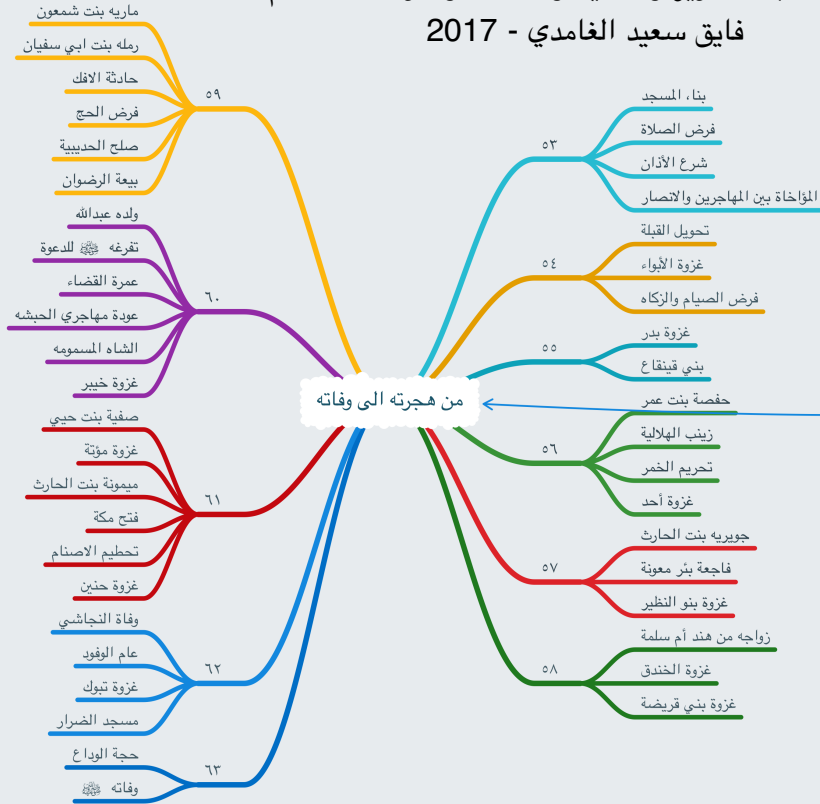 فايق سعيد الغامدي - 2017
من هجرته الى وفاته
٥٣
بناء المسجد
فرض الصلاة
شرع الأذان
المؤاخاة بين المهاجرين والانصار
٥٤
تحويل القبلة
غزوة الأبواء
فرض الصيام والزكاه
٥٥
غزوة بدر
بني قينقاع
٥٦
حفصة بنت عمر
زينب الهلالية
تحريم الخمر
غزوة أحد
٥٧
جويريه بنت الحارث
فاجعة بئر معونة
غزوة بنو النظير
٥٨
زواجه من هند أم سلمة
غزوة الخندق
غزوة بني قريضة
٥٩
ماريه بنت شمعون
رمله بنت ابي سفيان
حادثة الافك
فرض الحج
صلح الحديبية
بيعة الرضوان
٦٠
ولده عبدالله
تفرغه ﷺ للدعوة
عمرة القضاء
عودة مهاجري الحبشه
الشاه المسمومه
غزوة خيبر
٦١
صفية بنت حيي
غزوة مؤتة
ميمونة بنت الحارث
فتح مكة
تحطيم الاصنام
غزوة حنين
٦٢
وفاة النجاشي
عام الوفود
غزوة تبوك
مسجد الضرار
٦٣
حجة الوداع
وفاته ﷺ